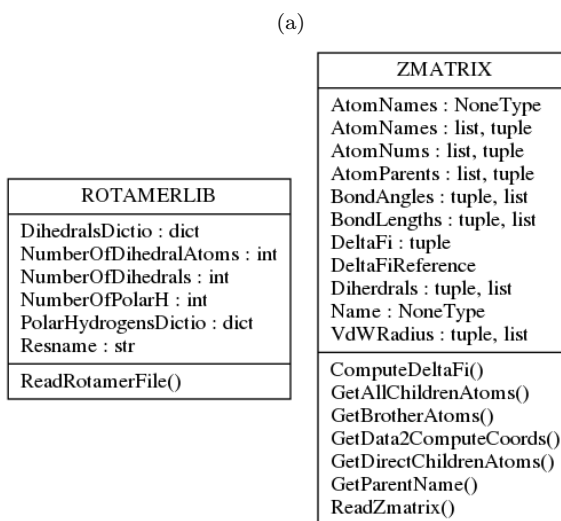 (a)
ROTAMERLIB
DihedralsDictio : dict
NumberOfDihedralAtoms : int
NumberOfDihedrals : int
NumberOfPolarH : int
PolarHydrogensDictio : dict
Resname : str
ReadRotamerFile()
ZMATRIX
AtomNames : NoneType
AtomNames : list, tuple
AtomNums : list, tuple
AtomParents : list, tuple
BondAngles : tuple, list
BondLengths : tuple, list
DeltaFi : tuple
DeltaFiReference
Diherdrals : tuple, list
Name : NoneType
VdWRadius : tuple, list
ComputeDeltaFi()
GetAllChildrenAtoms()
GetBrotherAtoms()
GetData2ComputeCoords()
GetDirectChildrenAtoms()
GetParentName()
ReadZmatrix()